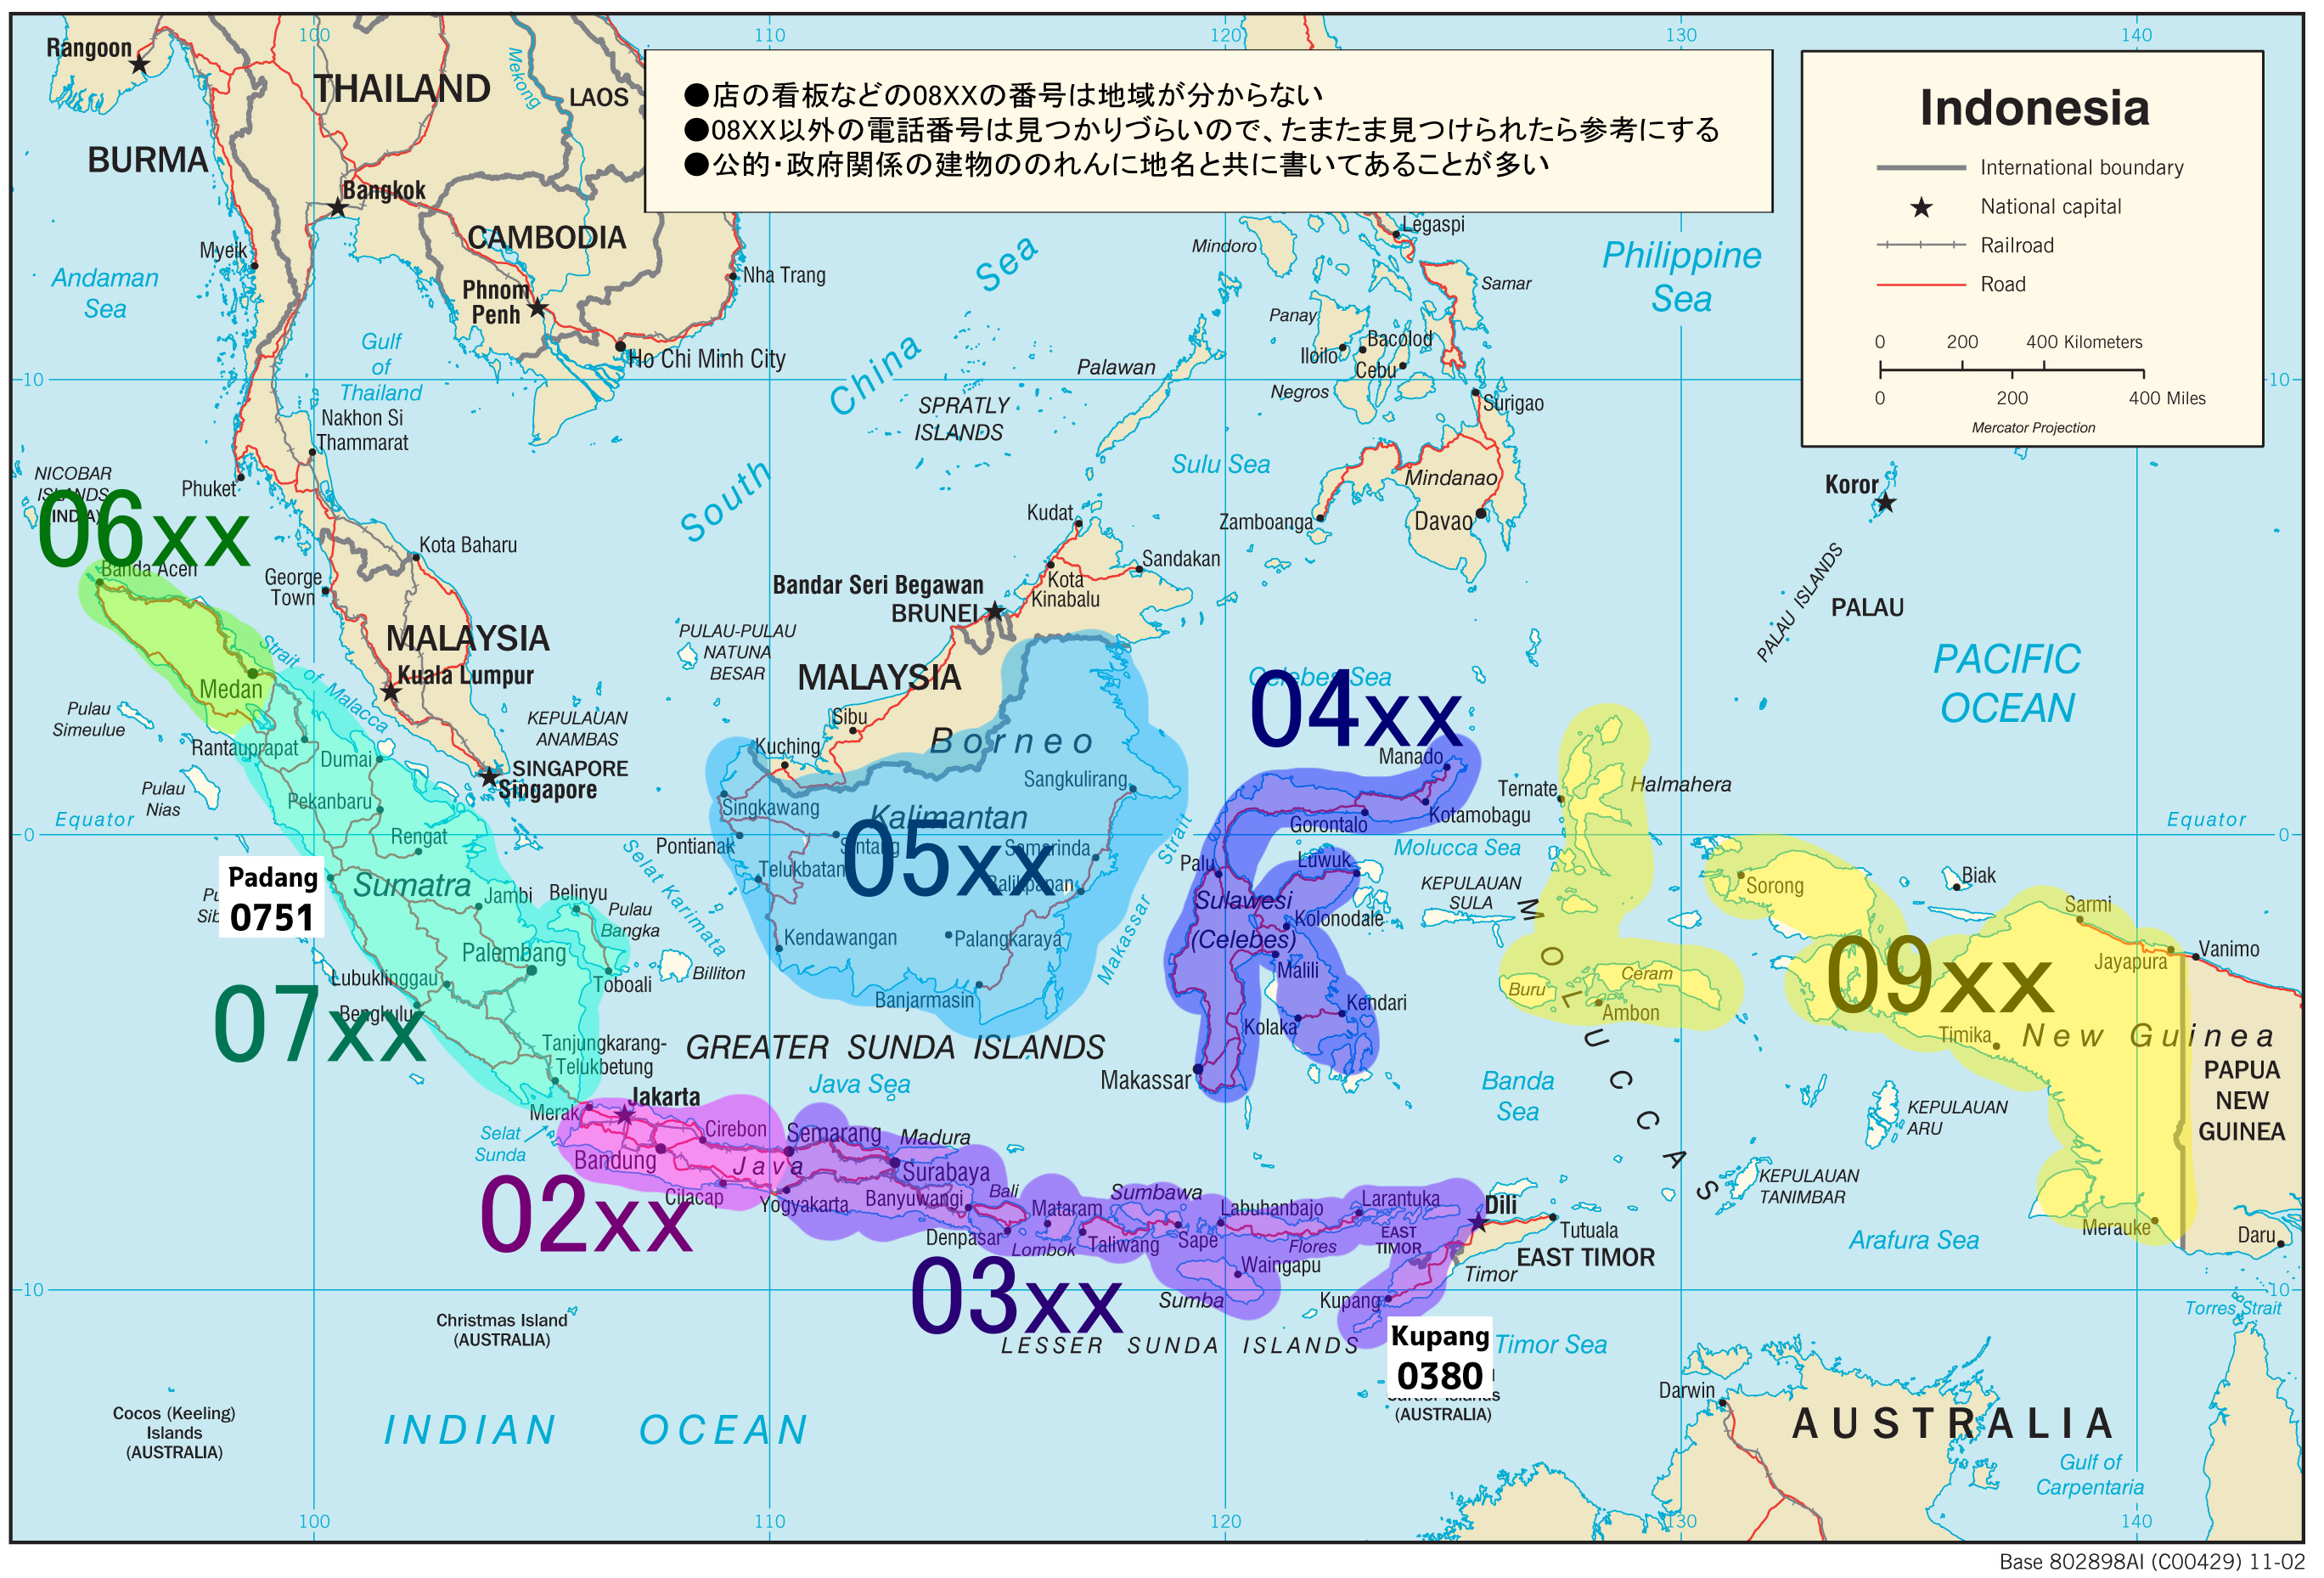 100
110
120
130
140
Rangoon
THAILAND
LAOS
Mekong
BURMA
Bangkok
●店の看板などの08XXの番号は地域が分からない
●08XX以外の電話番号は見つかりづらいので、たまたま見つけられたら参考にする
●公的・政府関係の建物ののれんに地名と共に書いてあることが多い
Indonesia
International boundary
National capital
Railroad
Road
0 200 400 Kilometers
0 200 400 Miles
Mercator Projection
CAMBODIA
Myeik
Andaman
Sea
Phnom
Penh
Nha Trang
Ho Chi Minh City
Gulf
of
Thailand
South China Sea
Mindoro
Legaspi
Philippine
Sea
Samar
Panay
Iloilo
Bacolod
Cebu
Palawan
Negros
Surigao
10
10
Nakhon Si
Thammarat
SPRATLY
ISLANDS
Sulu Sea
Mindanao
NICOBAR
ISLANDS
(INDIA)
Phuket
Koror
Kudat
Zamboanga
Davao
06xx
Banda Aceh
Kota Baharu
George
Town
Sandakan
Bandar Seri Begawan
BRUNEI
Kota
Kinabalu
PALAU ISLANDS
PALAU
MALAYSIA
Kuala Lumpur
Strait of Malacca
Medan
PULAU-PULAU
NATUNA
BESAR
MALAYSIA
Celebes Sea
04xx
PACIFIC
OCEAN
Pulau
Simeulue
KEPULAUAN
ANAMBAS
Sibu
Borneo
Rantauprapat
Dumai
Kuching
Manado
SINGAPORE
Singapore
Sangkulirang
Ternate
Halmahera
Pulau
Nias
Pekanbaru
Singkawang
Kalimantan
Kotamobagu
Gorontalo
Equator
0
Equator
0
Rengat
Pontianak
Sintang
05xx
Samarinda
Strait
Molucca Sea
Padang
0751
Sumatra
Selat Karimata
Telukbatan
Balikpapan
Makassar
Palu
Luwuk
KEPULAUAN
SULA
Sorong
Biak
Jambi
Belinyu
Pulau
Bangka
Sulawesi
(Celebes)
Kolonodale
MOLUCCAS
Sarmi
Palembang
Kendawangan
Palangkaraya
Malili
09xx
Jayapura
Vanimo
Lubuklinggau
Toboali
Billiton
Banjarmasin
Buru
Ceram
Ambon
Kendari
Kolaka
07xx
Bengkulu
Timika
New Guinea
Tanjungkarang-
Telukbetung
GREATER SUNDA ISLANDS
Java Sea
Makassar
Banda
Sea
PAPUA
NEW
GUINEA
Merak
Jakarta
Selat
Sunda
Cirebon
Semarang
Madura
KEPULAUAN
ARU
Bandung
Java
Surabaya
Cilacap
Yogyakarta
Banyuwangi
Bali
Mataram
Sumbawa
Labuhanbajo
Larantuka
Dili
KEPULAUAN
TANIMBAR
02xx
Denpasar
Lombok
Taliwang
Sape
Flores
EAST
TIMOR
Tutuala
EAST TIMOR
Arafura Sea
Merauke
Daru
Waingapu
Timor
10
10
03xx
Sumba
Kupang
Torres Strait
Christmas Island
(AUSTRALIA)
LESSER SUNDA ISLANDS
Kupang
0380
Timor Sea
(AUSTRALIA)
Darwin
Cocos (Keeling)
Islands
(AUSTRALIA)
INDIAN OCEAN
AUSTRALIA
Gulf of
Carpentaria
100
110
120
130
140
Base 802898AI (C00429) 11-02